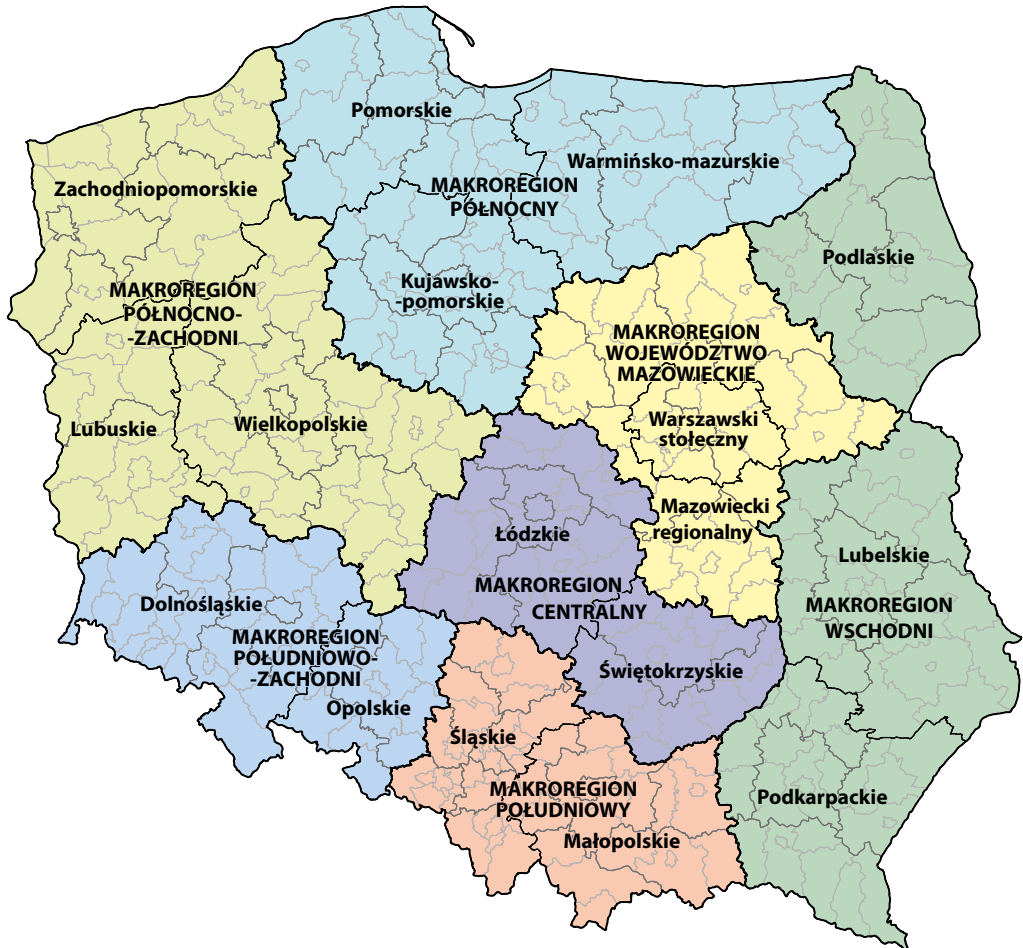 Pomorskie
Warmińsko-mazurskie
Zachodniopomorskie
MAKROREGION
PÓŁNOCNY
Podlaskie
Kujawsko-
-pomorskie
MAKROREGION
PÓŁNOCNO-
-ZACHODNI
MAKROREGION
WOJEWÓDZTWO
MAZOWIECKIE
Lubuskie
Wielkopolskie
Warszawski
stołeczny
Mazowiecki
regionalny
Łódzkie
Lubelskie
MAKROREGION
CENTRALNY
Dolnośląskie
MAKROREGION
WSCHODNI
MAKROREGION
POŁUDNIOWO-
-ZACHODNI
Świętokrzyskie
Opolskie
Śląskie
MAKROREGION
POŁUDNIOWY
Podkarpackie
Małopolskie